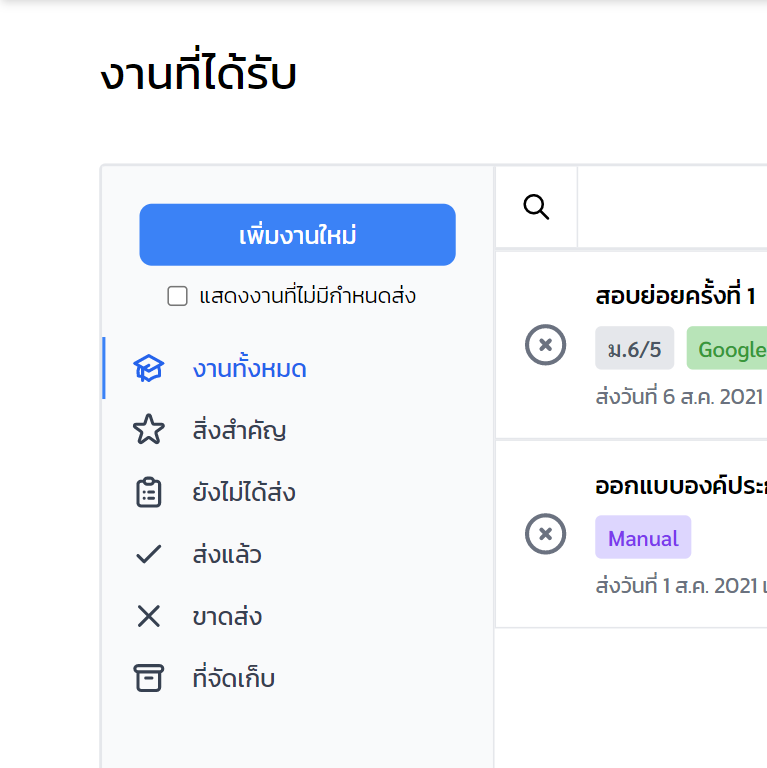 งานที่ได้รับ
เพิ่มงานใหม่
แสดงงานที่ไม่มีกำหนดส่ง
งานทั้งหมด
สิ่งสำคัญ
ยังไม่ได้ส่ง
ส่งแล้ว
ขาดส่ง
ที่จัดเก็บ
สอบย่อยครั้งที่ 1
ม.6/5 Google
ส่งวันที่ 6 ส.ค. 2021
ออกแบบองค์ประ
Manual
ส่งวันที่ 1 ส.ค. 2021